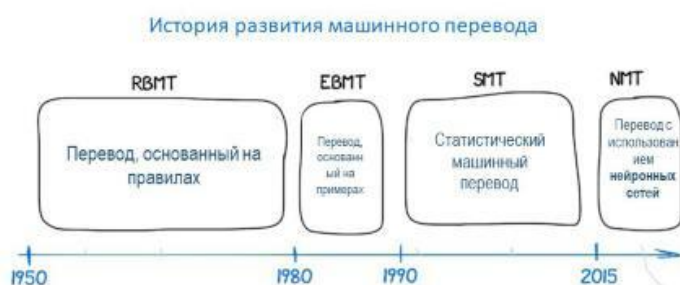 История развития машинного перевода
RBMT EBMT SMT NMT
Перевод, основанный на
правилах
Перевод,
основанн
ый на
примерах
Статистический
машинный
перевод
Перевод с
использован
ием
нейронных
сетей
1950 1980 1990 2015